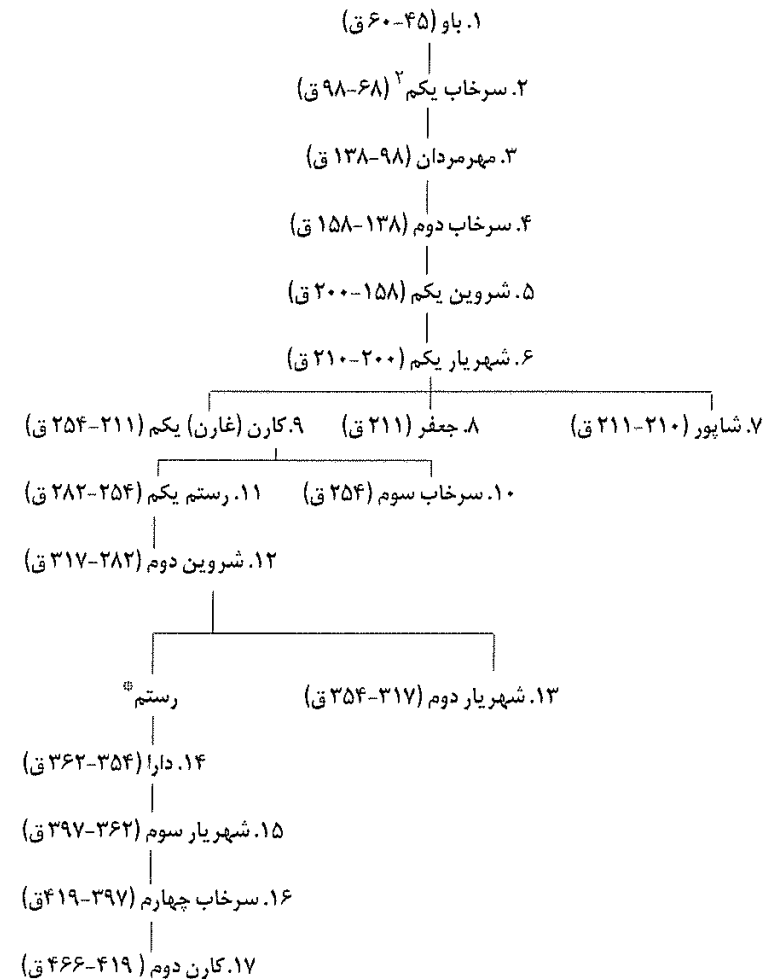 ۱. باو (۴۵-۶۰ ق)
۲. سرخاب یکم۲ (۶۸-۹۸ ق)
۳. مهرمردان (۹۸-۱۳۸ ق)
۴. سرخاب دوم (۱۳۸-۱۵۸ ق)
۵. شروین یکم (۱۵۸-۲۰۰ ق)
۶. شهریار یکم (۲۰۰-۲۱۰ ق)
۷. شاپور (۲۱۰-۲۱۱ ق) ۸. جعفر (۲۱۱ ق) ۹.کارن (غارن) یکم (۲۱۱-۲۵۴ ق)
۱۰. سرخاب سوم (۲۵۴ ق) ۱۱. رستم یکم (۲۵۴-۲۸۲ ق)
۱۲. شروین دوم (۲۸۲-۳۱۷ ق)
۱۳. شهریار دوم (۳۱۷-۳۵۴ ق) رستم*
۱۴. دارا (۳۵۴-۳۶۲ ق)
۱۵. شهریار سوم (۳۶۲-۳۹۷ ق)
۱۶. سرخاب چهارم (۳۹۷-۴۱۹ق)
۱۷.کارن دوم (۴۱۹-۴۶۶ ق)